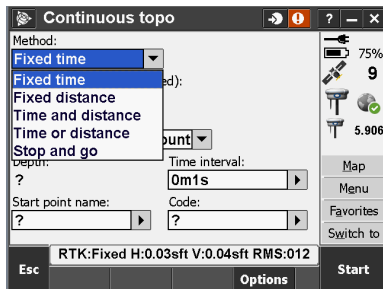 Continuous topo
? – X
Method:
Fixed time
Fixed time
Fixed distance
Time and distance
Time or distance
Stop and go
ed):
ount
Depth:
?
Time interval:
0m1s
Start point name:
?
Code:
?
75%
9
5.906
Map
Menu
Favorites
Switch to
RTK:Fixed H:0.03sft V:0.04sft RMS:012
Esc
Options
Start